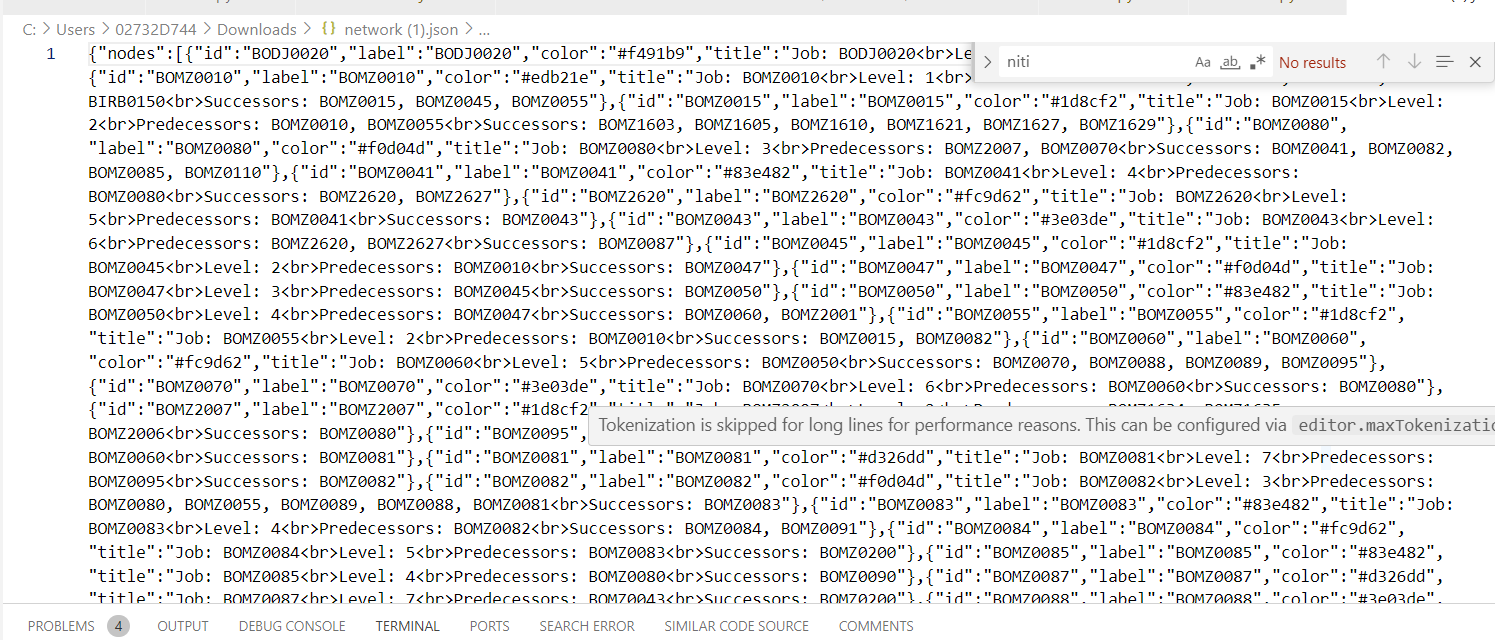 C: > Users > 02732D744 > Downloads > {} network (1).json > ...
niti
Aa ab .* No results
1 {"nodes":[{"id":"BODJ0020","label":"BODJ0020","color":"#f491b9","title":"Job: BODJ0020<br>Le
{"id":"BOMZ0010","label":"BOMZ0010","color":"#edb21e","title":"Job: BOMZ0010<br>Level: 1<br>
BIRB0150<br>Successors: BOMZ0015, BOMZ0045, BOMZ0055"},{"id":"BOMZ0015","label":"BOMZ0015","color":"#1d8cf2","title":"Job: BOMZ0015<br>Level:
2<br>Predecessors: BOMZ0010, BOMZ0055<br>Successors: BOMZ1603, BOMZ1605, BOMZ1610, BOMZ1621, BOMZ1627, BOMZ1629"},{"id":"BOMZ0080",
"label":"BOMZ0080","color":"#f0d04d","title":"Job: BOMZ0080<br>Level: 3<br>Predecessors: BOMZ2007, BOMZ0070<br>Successors: BOMZ0041, BOMZ0082,
BOMZ0085, BOMZ0110"},{"id":"BOMZ0041","label":"BOMZ0041","color":"#83e482","title":"Job: BOMZ0041<br>Level: 4<br>Predecessors:
BOMZ0080<br>Successors: BOMZ2620, BOMZ2627"},{"id":"BOMZ2620","label":"BOMZ2620","color":"#fc9d62","title":"Job: BOMZ2620<br>Level:
5<br>Predecessors: BOMZ0041<br>Successors: BOMZ0043"},{"id":"BOMZ0043","label":"BOMZ0043","color":"#3e03de","title":"Job: BOMZ0043<br>Level:
6<br>Predecessors: BOMZ2620, BOMZ2627<br>Successors: BOMZ0087"},{"id":"BOMZ0045","label":"BOMZ0045","color":"#1d8cf2","title":"Job:
BOMZ0045<br>Level: 2<br>Predecessors: BOMZ0010<br>Successors: BOMZ0047"},{"id":"BOMZ0047","label":"BOMZ0047","color":"#f0d04d","title":"Job:
BOMZ0047<br>Level: 3<br>Predecessors: BOMZ0045<br>Successors: BOMZ0050"},{"id":"BOMZ0050","label":"BOMZ0050","color":"#83e482","title":"Job:
BOMZ0050<br>Level: 4<br>Predecessors: BOMZ0047<br>Successors: BOMZ0060, BOMZ2001"},{"id":"BOMZ0055","label":"BOMZ0055","color":"#1d8cf2",
"title":"Job: BOMZ0055<br>Level: 2<br>Predecessors: BOMZ0010<br>Successors: BOMZ0015, BOMZ0082"},{"id":"BOMZ0060","label":"BOMZ0060",
"color":"#fc9d62","title":"Job: BOMZ0060<br>Level: 5<br>Predecessors: BOMZ0050<br>Successors: BOMZ0070, BOMZ0088, BOMZ0089, BOMZ0095"},
{"id":"BOMZ0070","label":"BOMZ0070","color":"#3e03de","title":"Job: BOMZ0070<br>Level: 6<br>Predecessors: BOMZ0060<br>Successors: BOMZ0080"},
{"id":"BOMZ2007","label":"BOMZ2007","color":"#1d8cf2
Tokenization is skipped for long lines for performance reasons. This can be configured via editor.maxTokenizatio
BOMZ2006<br>Successors: BOMZ0080"},{"id":"BOMZ0095",
BOMZ0060<br>Successors: BOMZ0081"},{"id":"BOMZ0081","label":"BOMZ0081","color":"#d326dd","title":"Job: BOMZ0081<br>Level: 7<br>Predecessors:
BOMZ0095<br>Successors: BOMZ0082"},{"id":"BOMZ0082","label":"BOMZ0082","color":"#f0d04d","title":"Job: BOMZ0082<br>Level: 3<br>Predecessors:
BOMZ0080, BOMZ0055, BOMZ0089, BOMZ0088, BOMZ0081<br>Successors: BOMZ0083"},{"id":"BOMZ0083","label":"BOMZ0083","color":"#83e482","title":"Job:
BOMZ0083<br>Level: 4<br>Predecessors: BOMZ0082<br>Successors: BOMZ0084, BOMZ0091"},{"id":"BOMZ0084","label":"BOMZ0084","color":"#fc9d62",
"title":"Job: BOMZ0084<br>Level: 5<br>Predecessors: BOMZ0083<br>Successors: BOMZ0200"},{"id":"BOMZ0085","label":"BOMZ0085","color":"#83e482",
"title":"Job: BOMZ0085<br>Level: 4<br>Predecessors: BOMZ0080<br>Successors: BOMZ0090"},{"id":"BOMZ0087","label":"BOMZ0087","color":"#d326dd",
"title":"Job: BOMZ0087<br>Level: 7<br>Predecessors: BOMZ0043<br>Successors: BOMZ0200"},{"id":"BOMZ0088","label":"BOMZ0088","color":"#3e03de",
PROBLEMS 4 OUTPUT DEBUG CONSOLE TERMINAL PORTS SEARCH ERROR SIMILAR CODE SOURCE COMMENTS